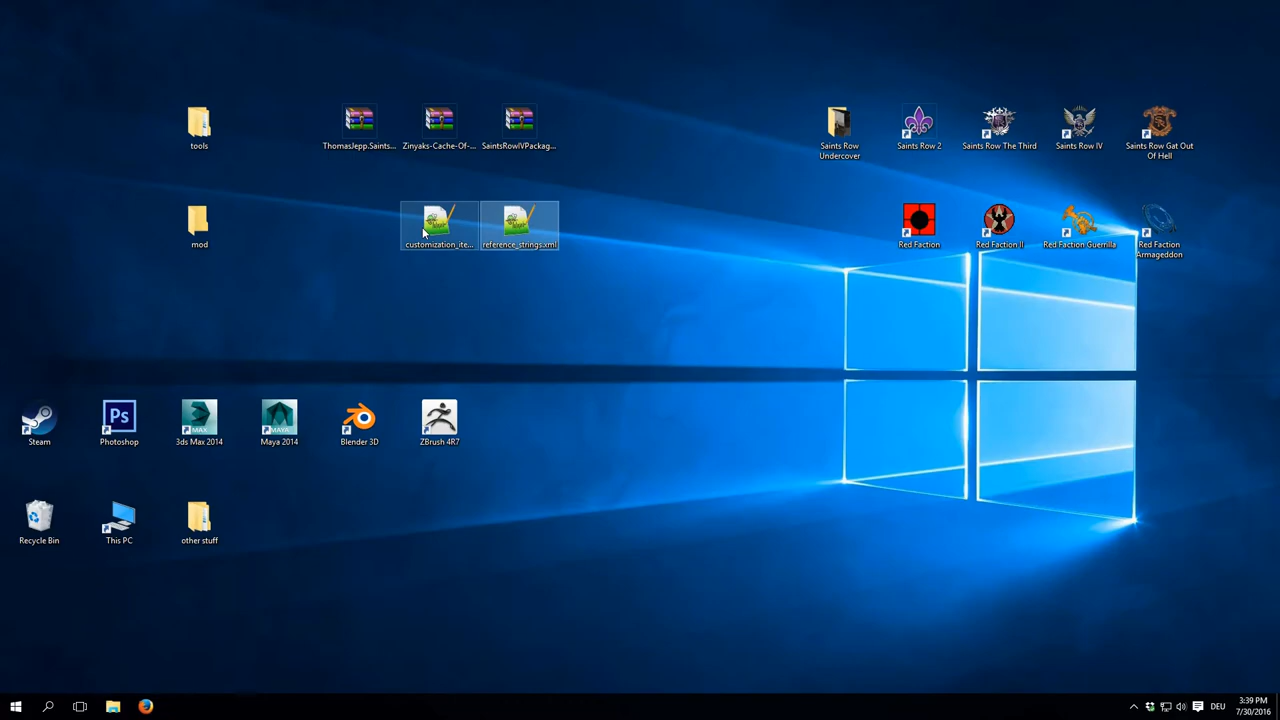 tools
ThomasJepp.Saints...
Zinyaks-Cache-Of-...
SaintsRowIVPackag...
Saints Row
Undercover
Saints Row 2
Saints Row The Third
Saints Row IV
Saints Row Gat Out
Of Hell
mod
customization_ite...
reference_strings.xml
Red Faction
Red Faction II
Red Faction Guerrilla
Red Faction
Armageddon
Ps
MAX
MAYA
Steam
Photoshop
3ds Max 2014
Maya 2014
Blender 3D
ZBrush 4R7
Recycle Bin
This PC
other stuff
DEU
3:39 PM
7/30/2016